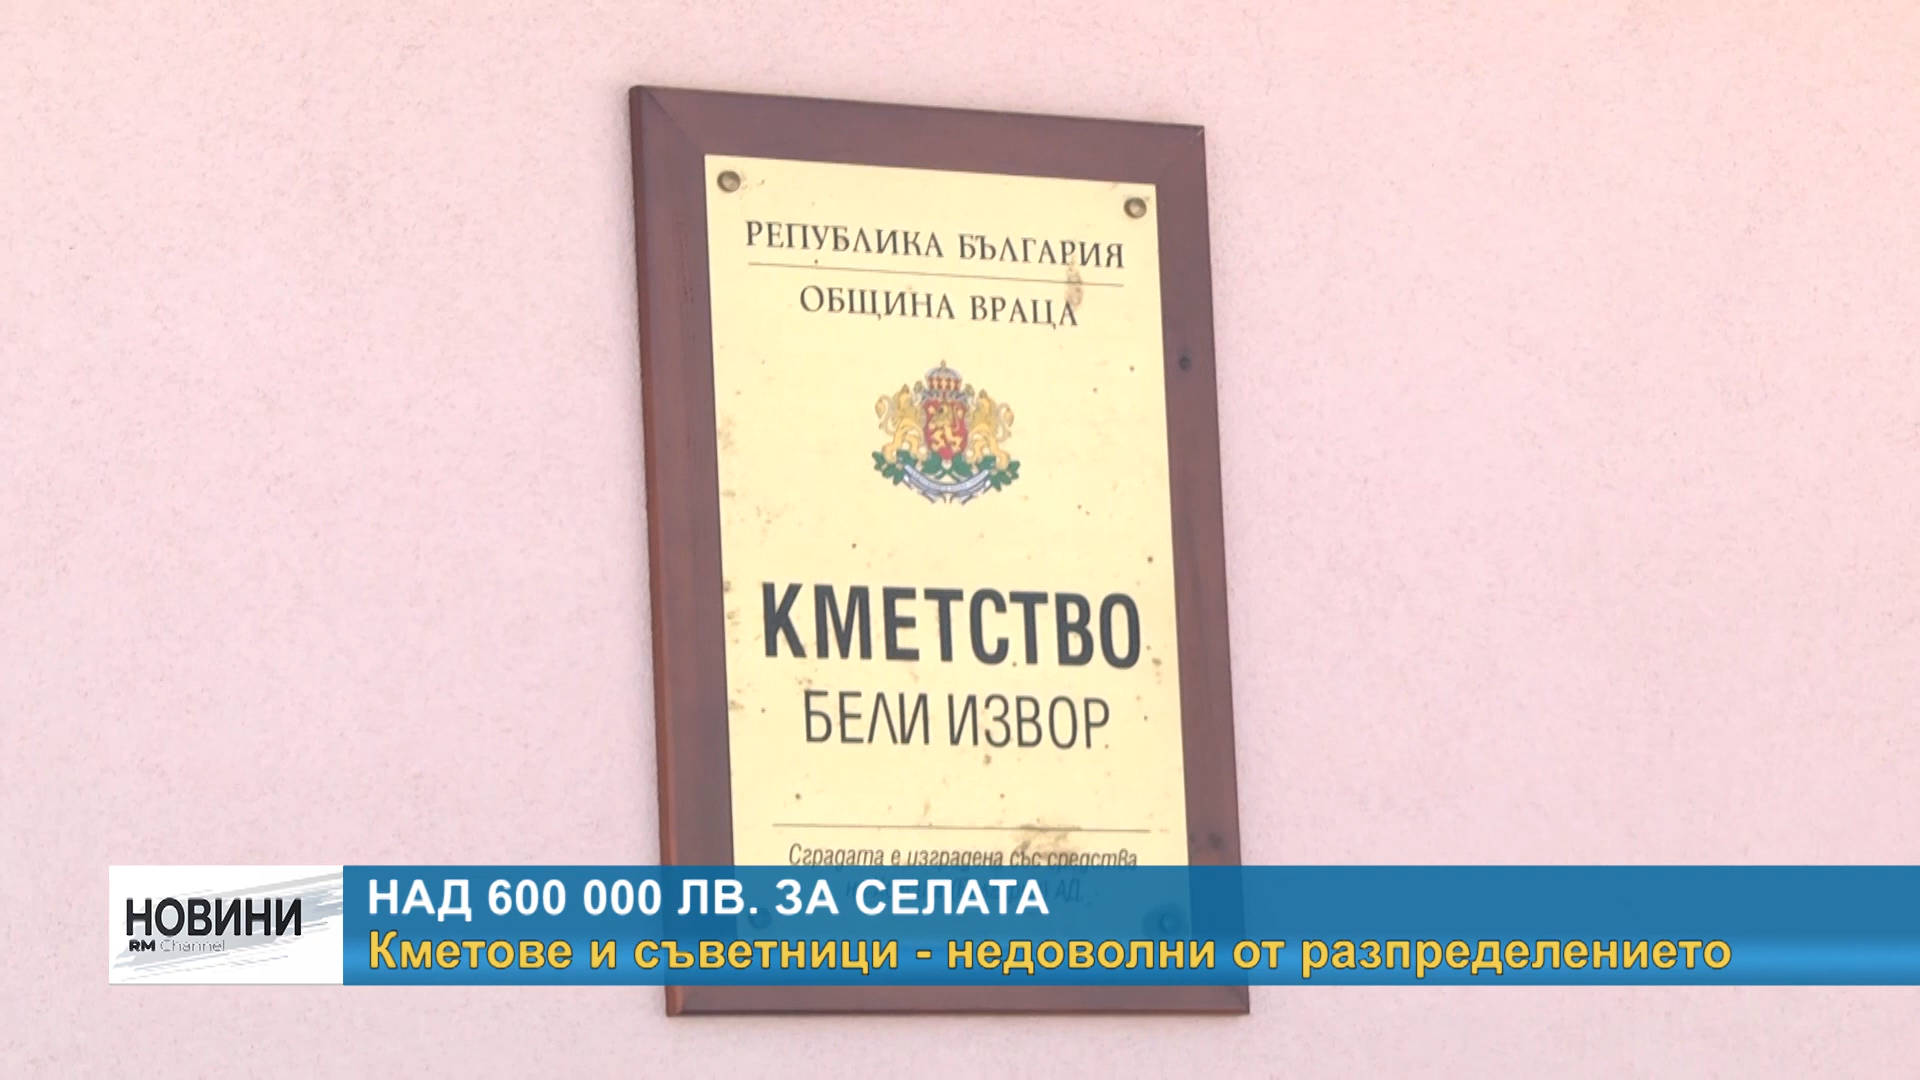 РЕПУБЛИКА БЪЛГАРИЯ
ОБЩИНА ВРАЦА
КМЕТСТВО
БЕЛИ ИЗВОР
Сградата е изградена със средства
АД
НОВИНИ
RM Channel
НАД 600 000 ЛВ. ЗА СЕЛАТА
Кметове и съветници - недоволни от разпределението